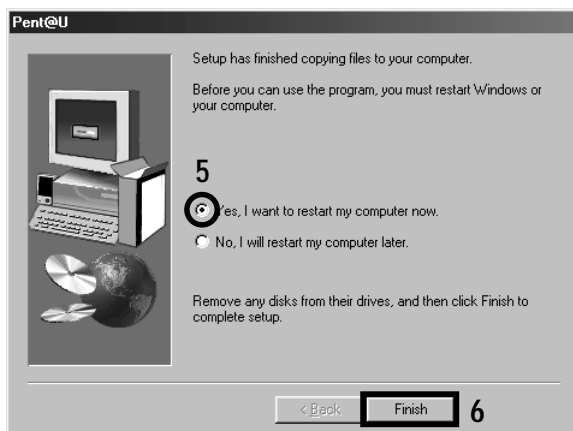 Pent@U
Setup has finished copying files to your computer.
Before you can use the program, you must restart Windows or
your computer.
5
Yes, I want to restart my computer now.
No, I will restart my computer later.
Remove any disks from their drives, and then click Finish to
complete setup.
< Back
Finish
6